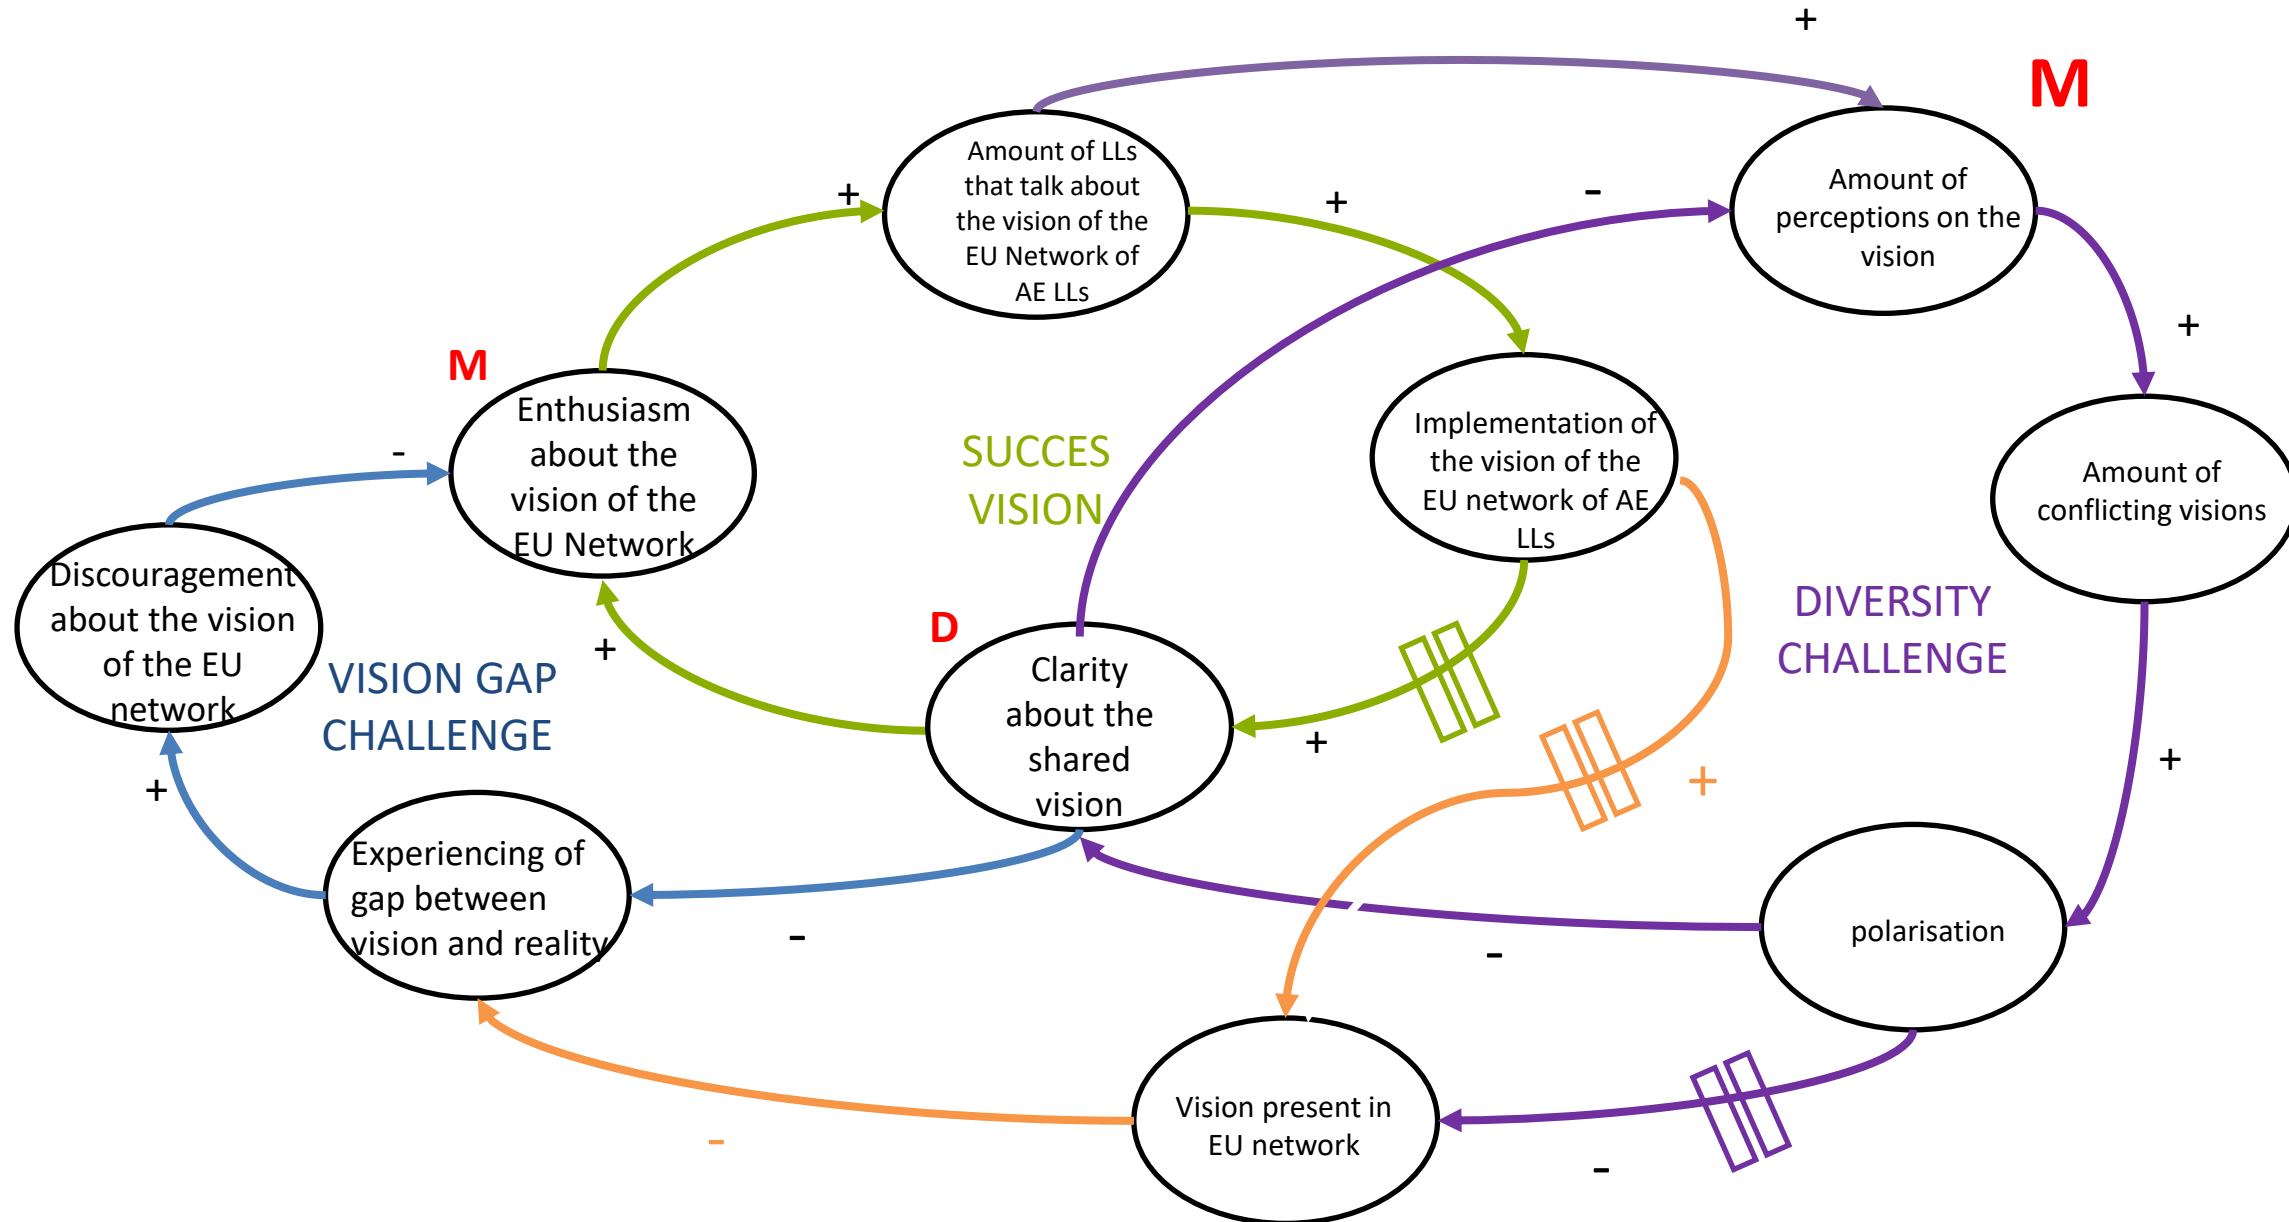 +
M
Amount of LLs
that talk about
the vision of the
EU Network of
AE LLs
+
+
-
Amount of
perceptions on the
vision
+
M
Enthusiasm
about the
vision of the
EU Network
-
SUCCES
VISION
Implementation of
the vision of the
EU network of AE
LLs
Amount of
conflicting visions
Discouragement
about the vision
of the EU
network
+
D
VISION GAP
CHALLENGE
Clarity
about the
shared
vision
+
+
DIVERSITY
CHALLENGE
+
+
Experiencing of
gap between
vision and reality
-
-
polarisation
-
Vision present in
EU network
-